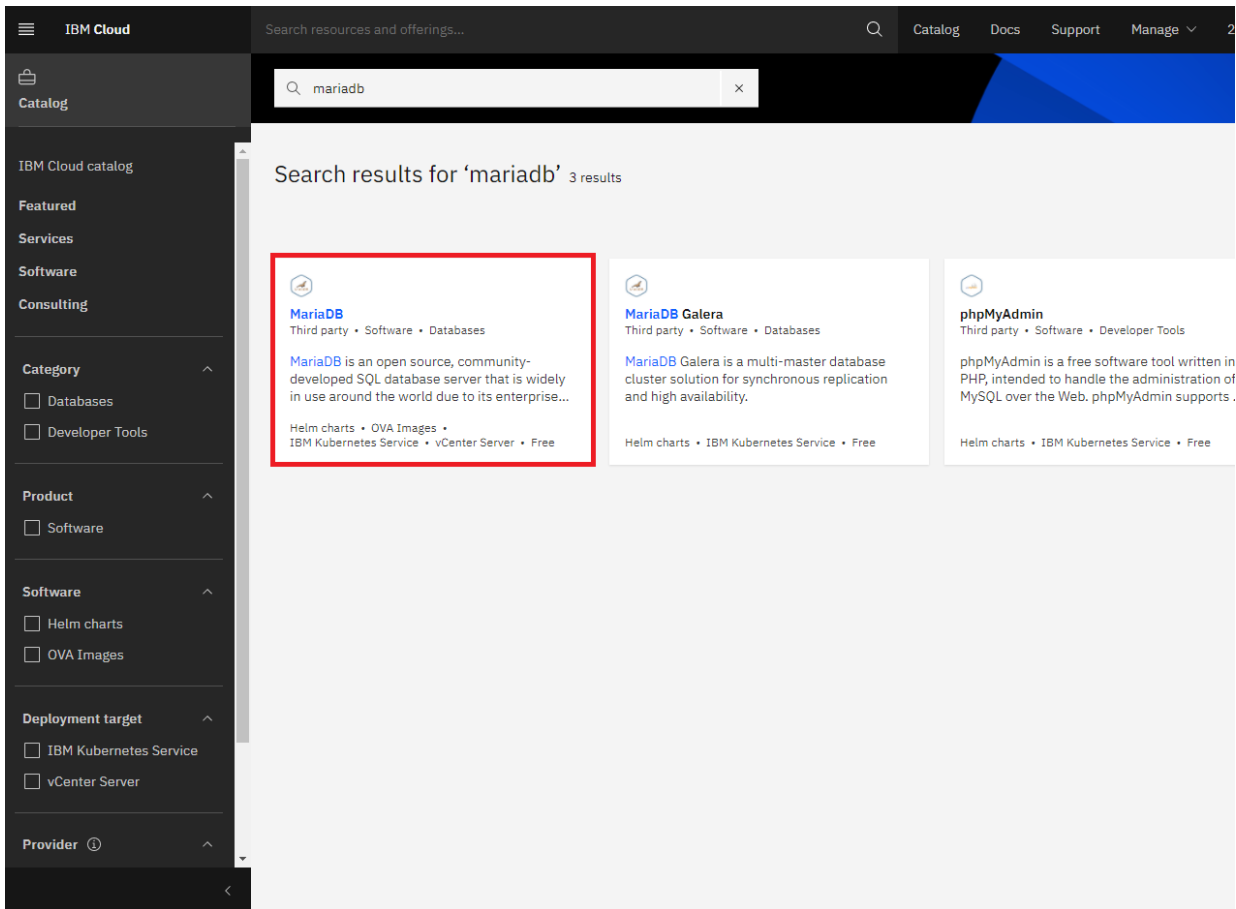 IBM Cloud
Search resources and offerings...
Catalog
Docs
Support
Manage
2
Catalog
IBM Cloud catalog
Featured
Services
Software
Consulting
Category
Databases
Developer Tools
Product
Software
Software
Helm charts
OVA Images
Deployment target
IBM Kubernetes Service
vCenter Server
Provider
mariadb
Search results for ‘mariadb’ 3 results
MariaDB
Third party • Software • Databases
MariaDB is an open source, community-
developed SQL database server that is widely
in use around the world due to its enterprise...
Helm charts • OVA Images •
IBM Kubernetes Service • vCenter Server • Free
MariaDB Galera
Third party • Software • Databases
MariaDB Galera is a multi-master database
cluster solution for synchronous replication
and high availability.
Helm charts • IBM Kubernetes Service • Free
phpMyAdmin
Third party • Software • Developer Tools
phpMyAdmin is a free software tool written in
PHP, intended to handle the administration of
MySQL over the Web. phpMyAdmin supports .
Helm charts • IBM Kubernetes Service • Free